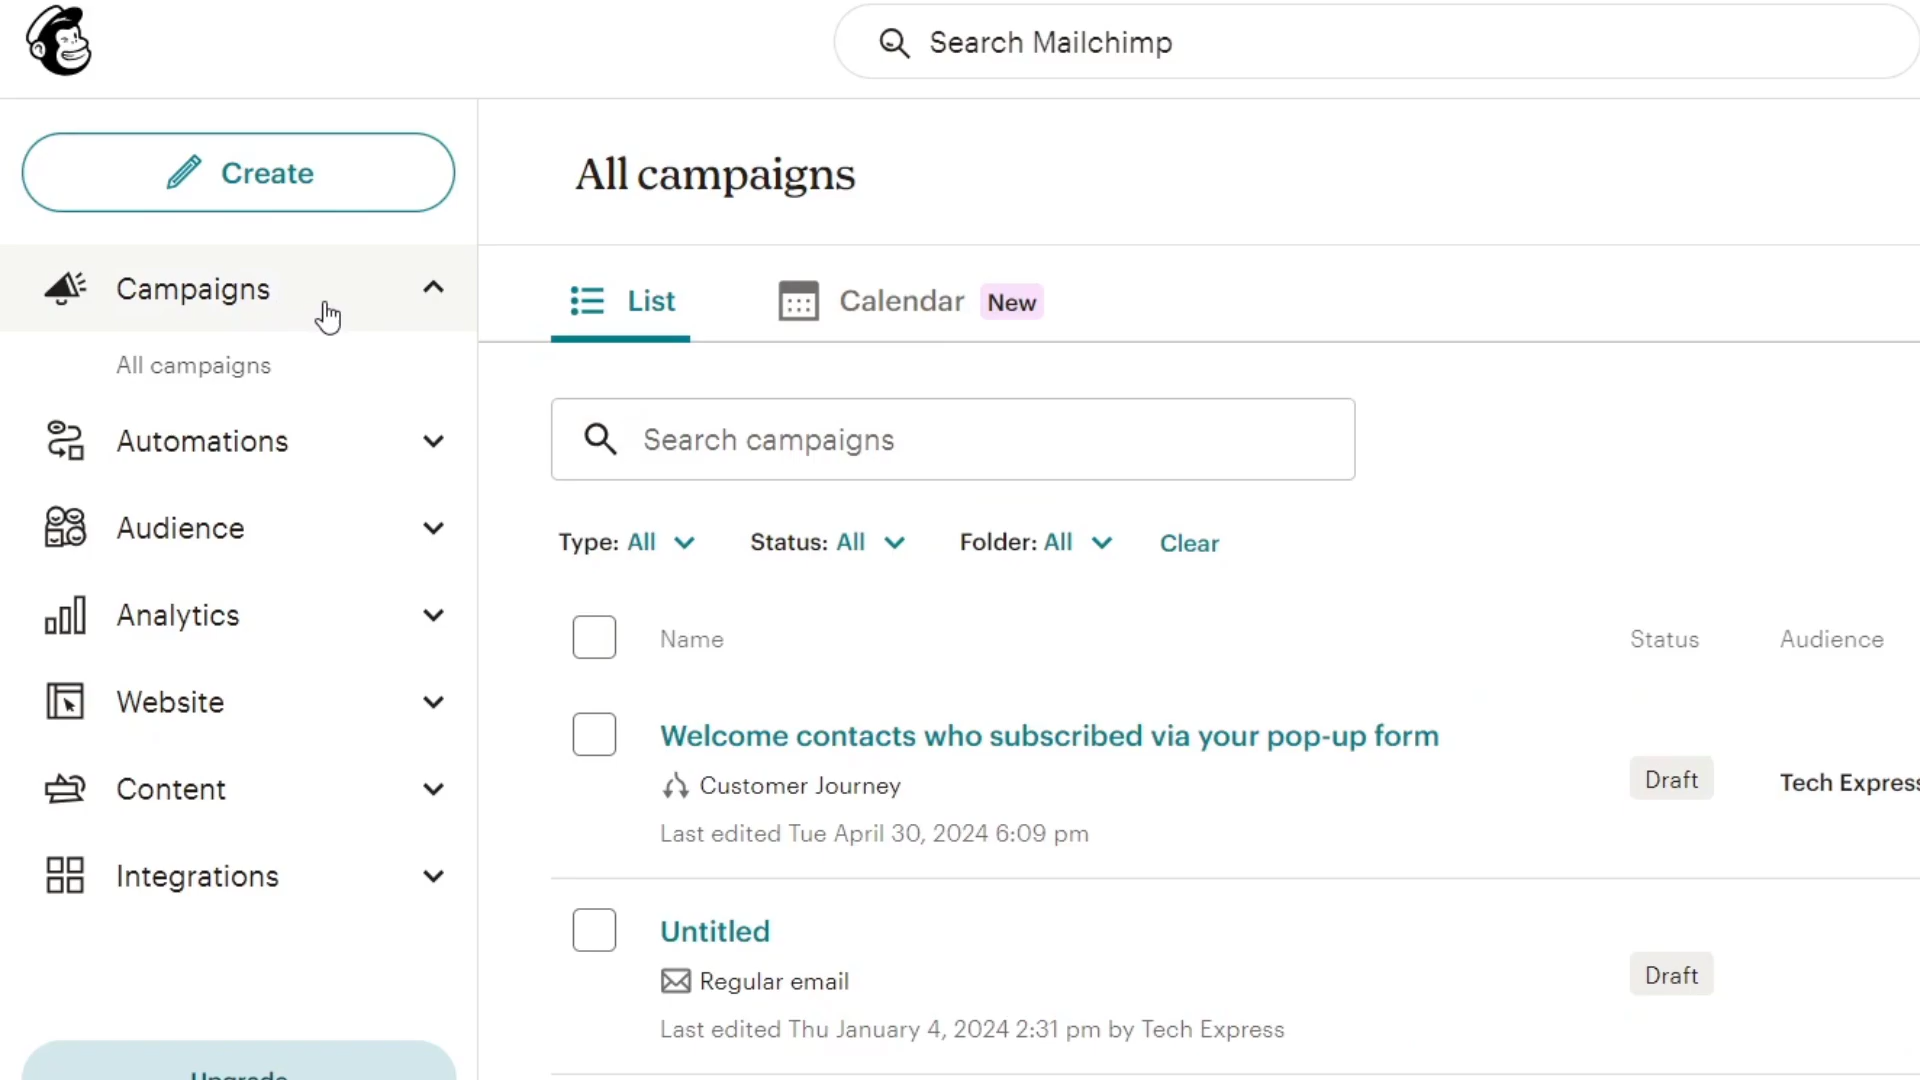 Search Mailchimp
Create
All campaigns
Campaigns
List
Calendar New
All campaigns
Automations
Search campaigns
Audience
Type: All
Status: All
Folder: All
Clear
Analytics
Name
Status
Audience
Website
Welcome contacts who subscribed via your pop-up form
Customer Journey
Draft
Tech Express
Last edited Tue April 30, 2024 6:09 pm
Content
Integrations
Untitled
Regular email
Draft
Last edited Thu January 4, 2024 2:31 pm by Tech Express
Upgrade